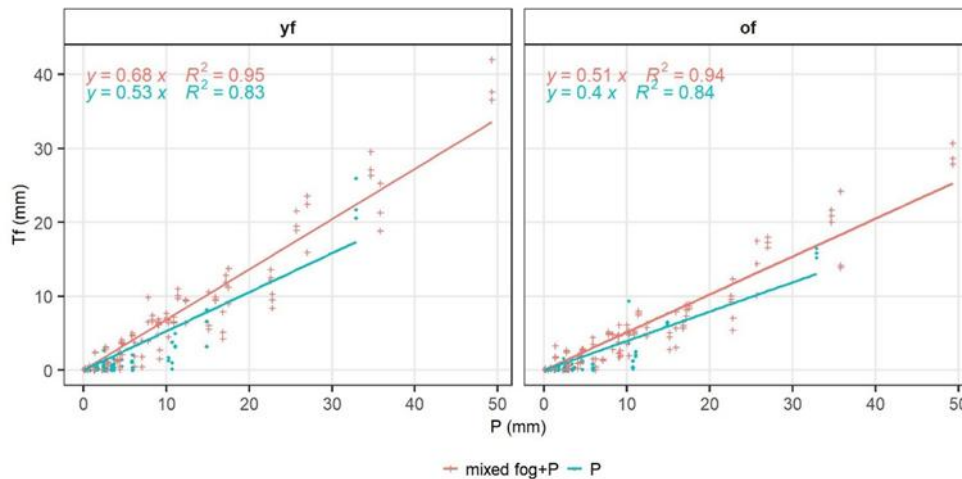 yf
of
y = 0.68 x R² = 0.95
y = 0.53 x R² = 0.83
y = 0.51 x R² = 0.94
y = 0.4 x R² = 0.84
40
30
20
10
0
Tf (mm)
0 10 20 30 40 50
0 10 20 30 40 50
P (mm)
mixed fog+P P